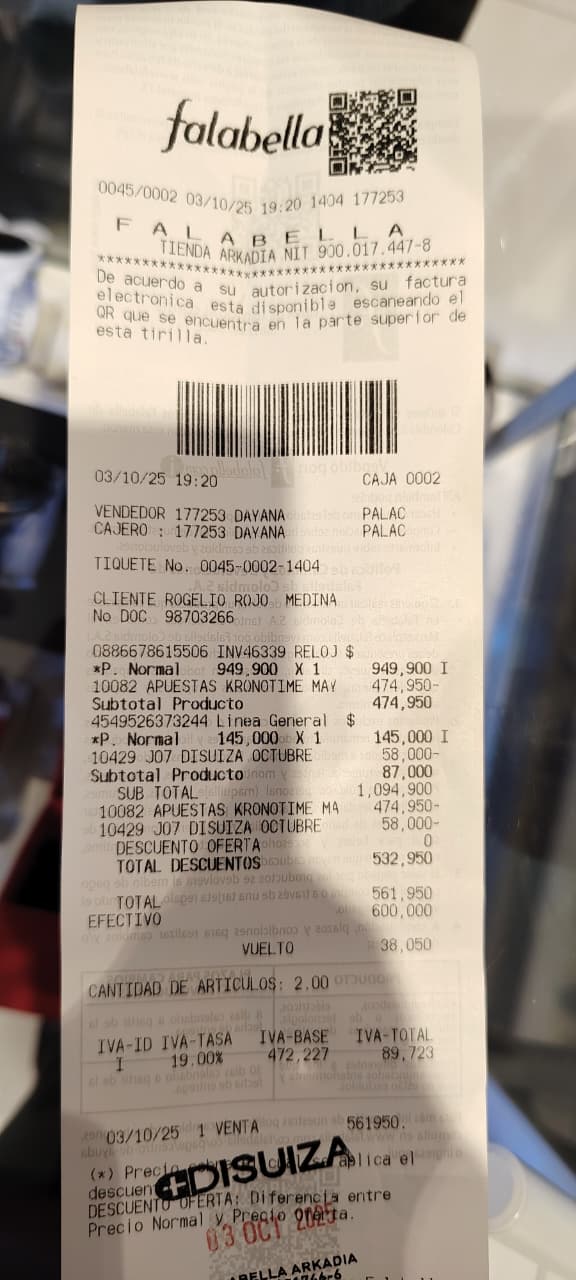 falabella
0045/0002 03/10/25 19:20 1404 177253
F A L A B E L L A
TIENDA ARKADIA NIT 900.017.447-8
****************************************
De acuerdo a su autorizacion, su factura
electronica esta disponible escaneando el
QR que se encuentra en la parte superior de
esta tirilla.
03/10/25 19:20 CAJA 0002
VENDEDOR 177253 DAYANA PALAC
CAJERO : 177253 DAYANA PALAC
TIQUETE No. 0045-0002-1404
CLIENTE ROGELIO ROJO MEDINA
No DOC 98703266
0886678615506 INV46339 RELOJ $
*P. Normal 949,900 X 1 949,900 I
10082 APUESTAS KRONOTIME MAY 474,950-
Subtotal Producto 474,950
4549526373244 Linea General $
*P. Normal 145,000 X 1 145,000 I
10429 J07 DISUIZA OCTUBRE 58,000-
Subtotal Producto 87,000
SUB TOTAL 1,094,900
10082 APUESTAS KRONOTIME MA 474,950-
10429 J07 DISUIZA OCTUBRE 58,000-
DESCUENTO OFERTA 0
TOTAL DESCUENTOS 532,950
TOTAL 561,950
EFECTIVO 600,000
VUELTO 38,050
CANTIDAD DE ARTICULOS: 2.00
IVA-ID IVA-TASA IVA-BASE IVA-TOTAL
I 19.00% 472,227 89,723
03/10/25 1 VENTA 561950.
(*) Precio aplica el
DISUIZA
DESCUENTO OFERTA: Diferencia entre
Precio Normal y Precio Oferta.
03 OCT 2025
ARKADIA